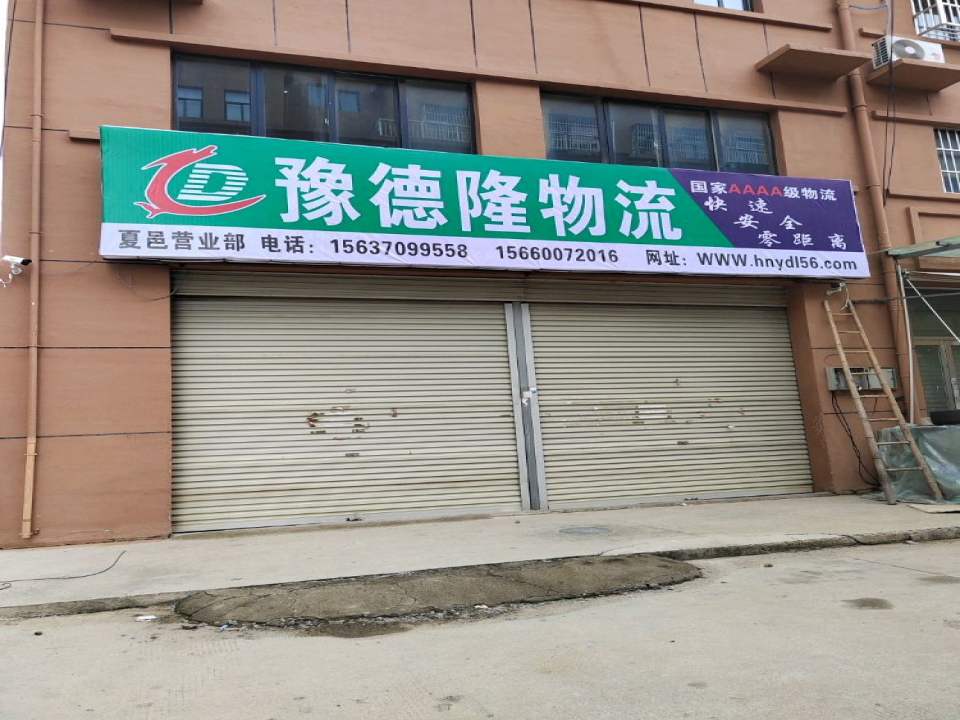 D
豫德隆物流
国家AAAA级物流
快速
安全
零距离
夏邑营业部 电话：15637099558 15660072016 网址：WWW.hnydl56.com